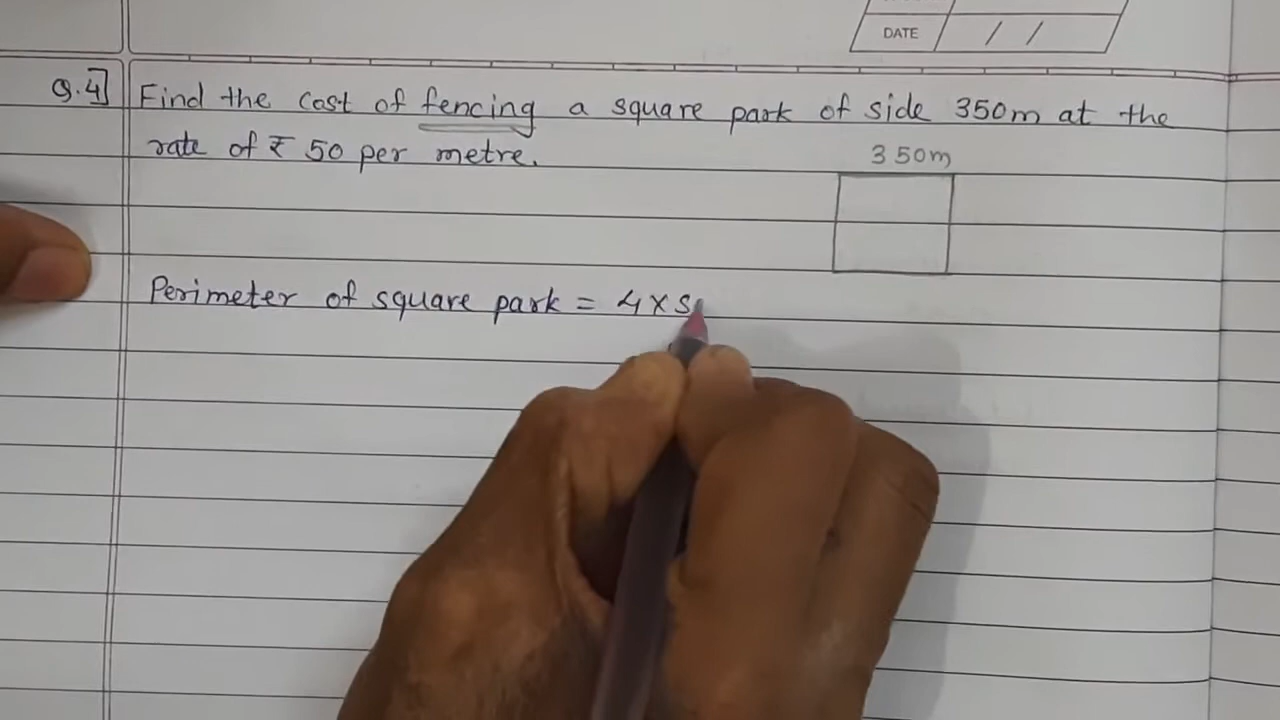 DATE / /
Q.4] Find the cost of fencing a square park of side 350m at the
rate of ₹ 50 per metre.
350m
Perimeter of square park = 4 x s